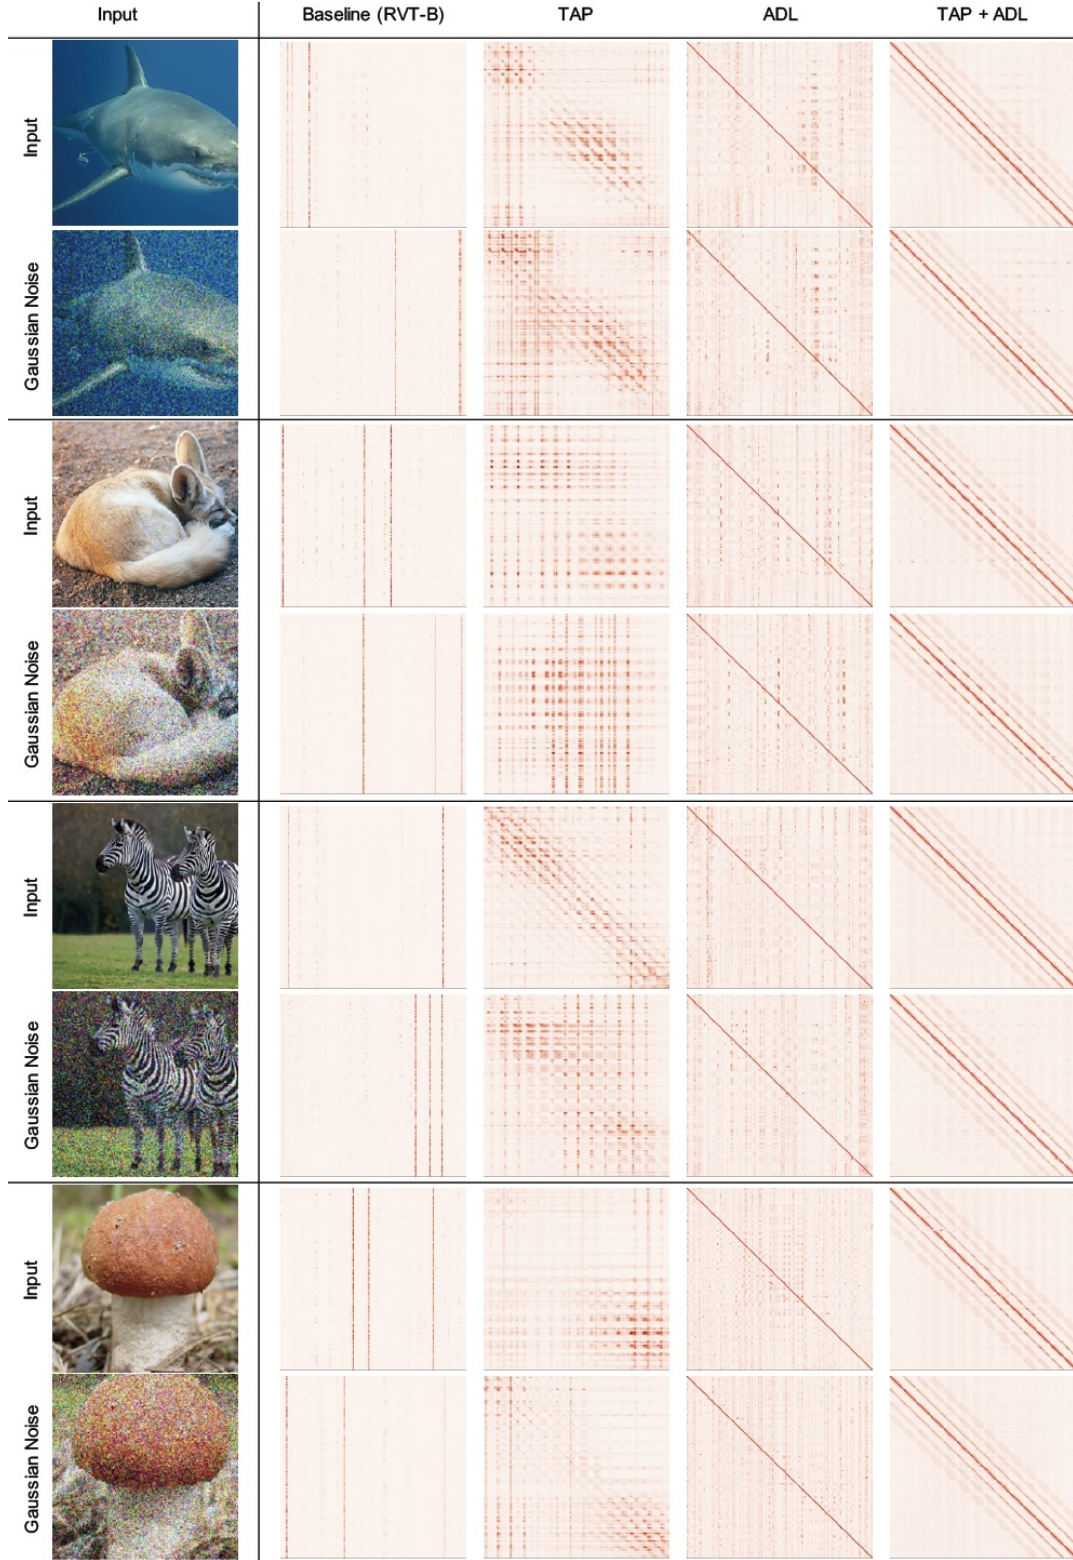 Input Baseline (RVT-B) TAP ADL TAP + ADL
Input
Gaussian Noise
Input
Gaussian Noise
Input
Gaussian Noise
Input
Gaussian Noise